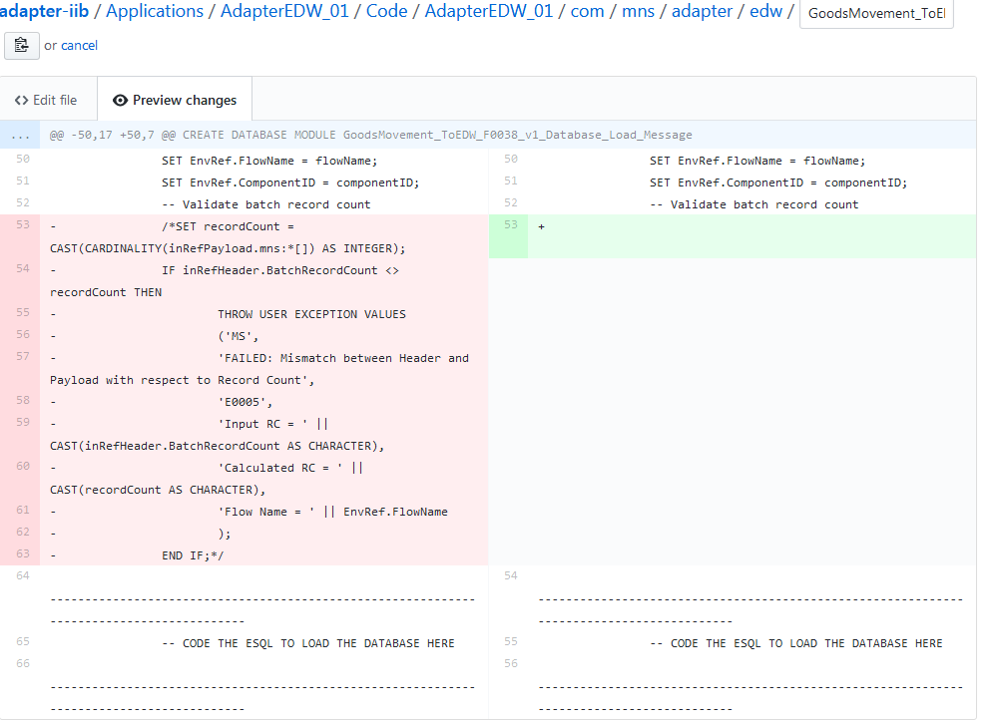 adapter-iib / Applications / AdapterEDW_01 / Code / AdapterEDW_01 / com / mns / adapter / edw / GoodsMovement_ToE
or cancel
<> Edit file Preview changes
... @@ -50,17 +50,7 @@ CREATE DATABASE MODULE GoodsMovement_ToEDW_F0038_v1_Database_Load_Message
50 SET EnvRef.FlowName = flowName; 50 SET EnvRef.FlowName = flowName;
51 SET EnvRef.ComponentID = componentID; 51 SET EnvRef.ComponentID = componentID;
52 -- Validate batch record count 52 -- Validate batch record count
53 - /*SET recordCount = 53 +
CAST(CARDINALITY(inRefPayload.mns:*[]) AS INTEGER);
54 - IF inRefHeader.BatchRecordCount <>
recordCount THEN
55 - THROW USER EXCEPTION VALUES
56 - ('MS',
57 - 'FAILED: Mismatch between Header and
Payload with respect to Record Count',
58 - 'E0005',
59 - 'Input RC = ' ||
CAST(inRefHeader.BatchRecordCount AS CHARACTER),
60 - 'Calculated RC = ' ||
CAST(recordCount AS CHARACTER),
61 - 'Flow Name = ' || EnvRef.FlowName
62 - );
63 - END IF;*/
64 54
------------------------------------------------------------- -------------------------------------------------------------
---------------------------- ----------------------------
65 -- CODE THE ESQL TO LOAD THE DATABASE HERE 55 -- CODE THE ESQL TO LOAD THE DATABASE HERE
66 56
------------------------------------------------------------- -------------------------------------------------------------
---------------------------- ----------------------------